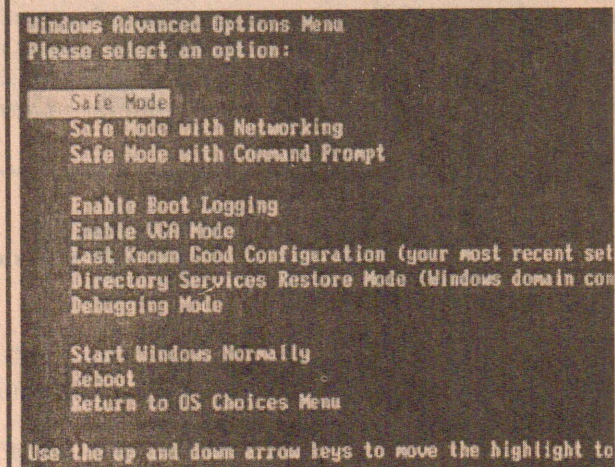 Windows Advanced Options Menu
Please select an option:
Safe Mode
Safe Mode with Networking
Safe Mode with Command Prompt
Enable Boot Logging
Enable VGA Mode
Last Known Good Configuration (your most recent set
Directory Services Restore Mode (Windows domain con
Debugging Mode
Start Windows Normally
Reboot
Return to OS Choices Menu
Use the up and down arrow keys to move the highlight to